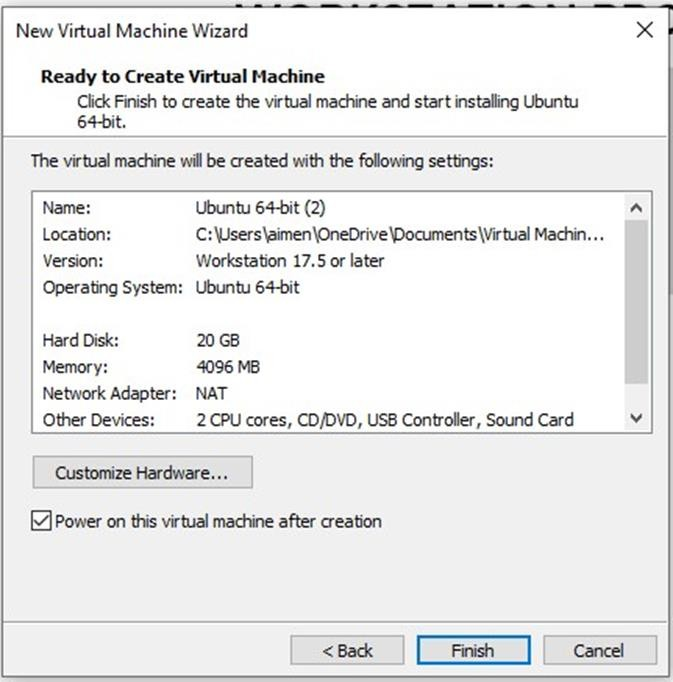 WORKSTATION PRO
New Virtual Machine Wizard
Ready to Create Virtual Machine
Click Finish to create the virtual machine and start installing Ubuntu
64-bit.
The virtual machine will be created with the following settings:
Name: Ubuntu 64-bit (2)
Location: C:\Users\aimen\OneDrive\Documents\Virtual Machin...
Version: Workstation 17.5 or later
Operating System: Ubuntu 64-bit
Hard Disk: 20 GB
Memory: 4096 MB
Network Adapter: NAT
Other Devices: 2 CPU cores, CD/DVD, USB Controller, Sound Card
Customize Hardware...
Power on this virtual machine after creation
< Back Finish Cancel